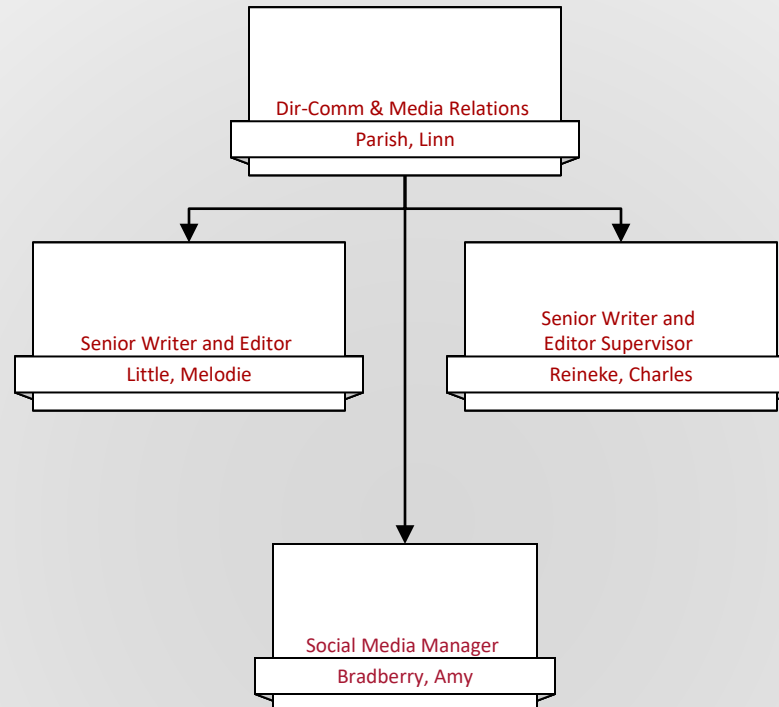 Dir-Comm & Media Relations
Parish, Linn
Senior Writer and Editor
Little, Melodie
Senior Writer and
Editor Supervisor
Reineke, Charles
Social Media Manager
Bradberry, Amy